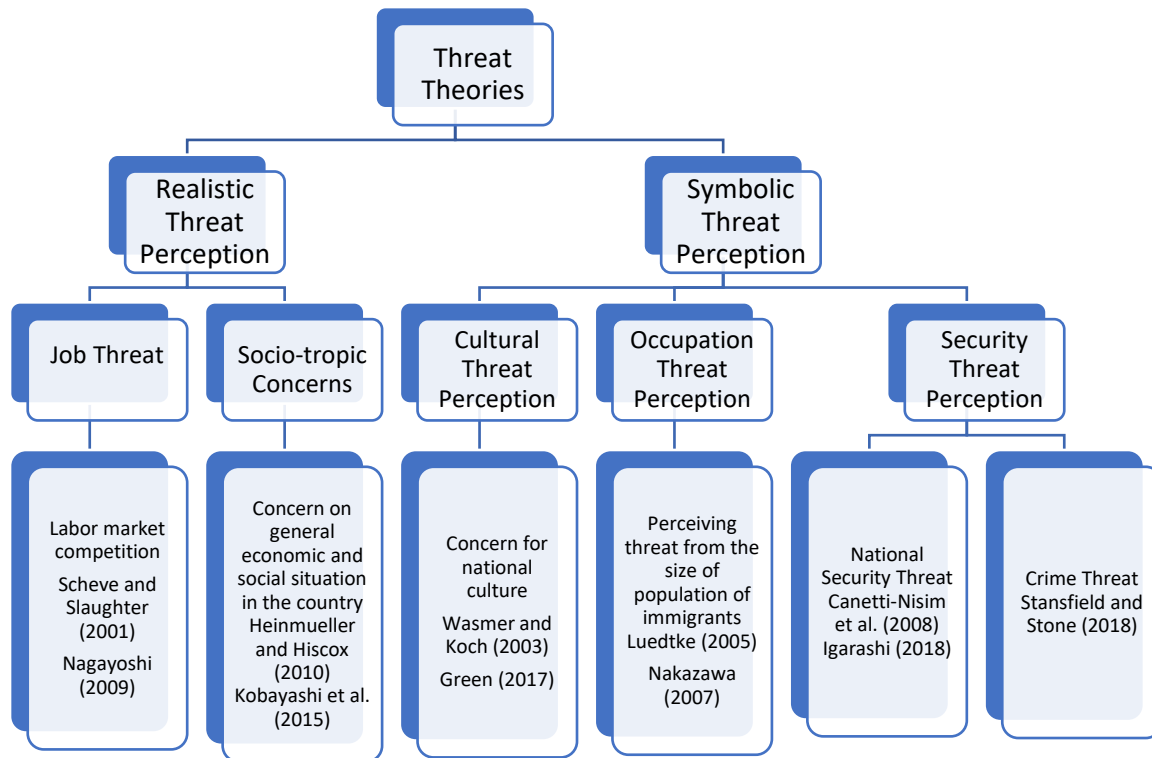 Threat
Theories
Realistic
Threat
Perception
Symbolic
Threat
Perception
Job Threat
Socio-tropic
Concerns
Cultural
Threat
Perception
Occupation
Threat
Perception
Security
Threat
Perception
Labor market
competition
Scheve and
Slaughter
(2001)
Nagayoshi
(2009)
Concern on
general
economic and
social situation
in the country
Heinmueller
and Hiscox
(2010)
Kobayashi et al.
(2015)
Concern for
national
culture
Wasmer and
Koch (2003)
Green (2017)
Perceiving
threat from the
size of
population of
immigrants
Luedtke (2005)
Nakazawa
(2007)
National
Security Threat
Canetti-Nisim
et al. (2008)
Igarashi (2018)
Crime Threat
Stansfield and
Stone (2018)